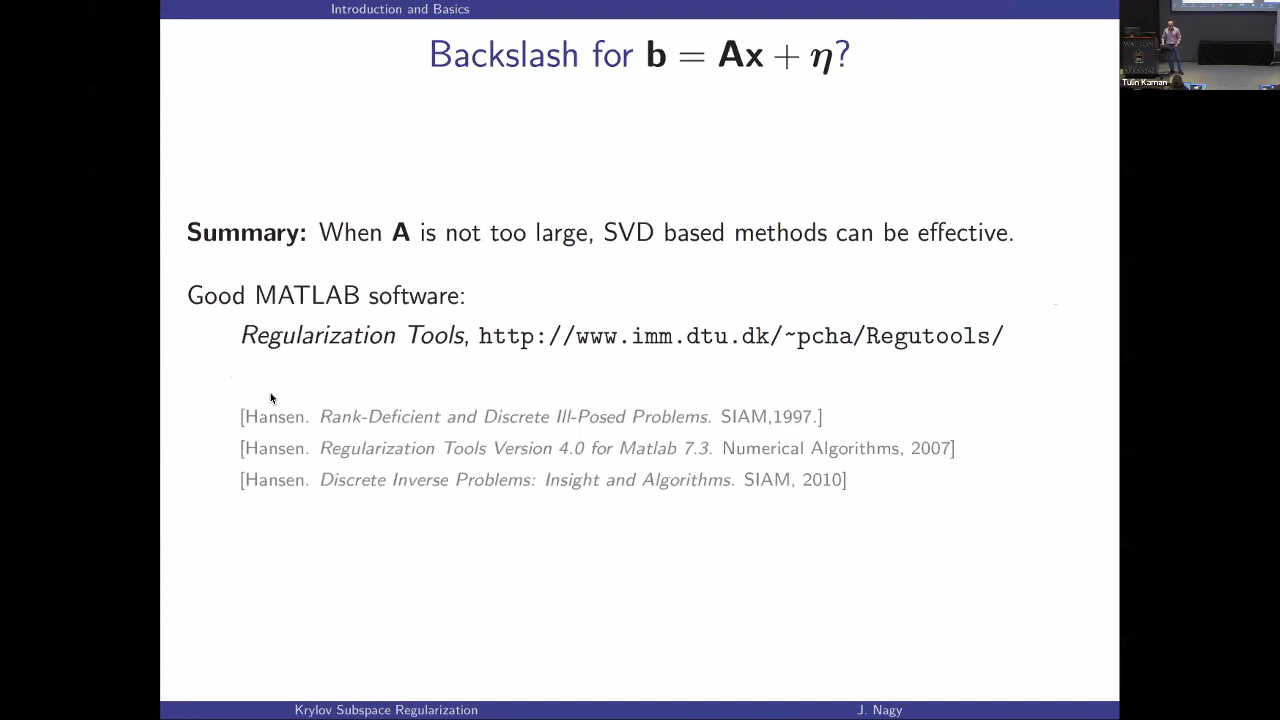 Introduction and Basics
Backslash for b = Ax + η?
Summary: When A is not too large, SVD based methods can be effective.
Good MATLAB software:
Regularization Tools, http://www.imm.dtu.dk/~pcha/Regutools/
[Hansen. Rank-Deficient and Discrete Ill-Posed Problems. SIAM,1997.]
[Hansen. Regularization Tools Version 4.0 for Matlab 7.3. Numerical Algorithms, 2007]
[Hansen. Discrete Inverse Problems: Insight and Algorithms. SIAM, 2010]
Krylov Subspace Regularization
J. Nagy
WALTON
Tulin Kaman